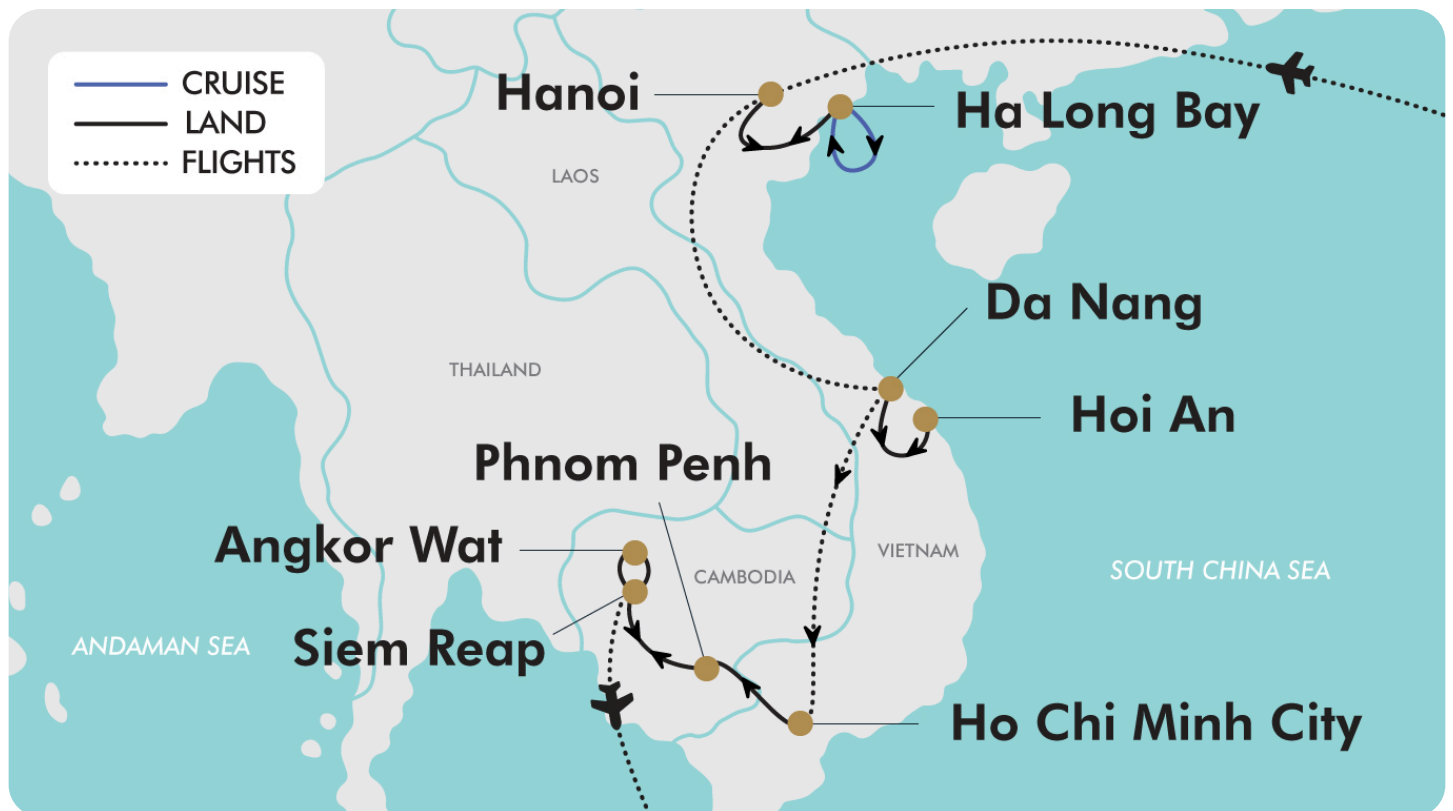 CRUISE
LAND
FLIGHTS
Hanoi
Ha Long Bay
LAOS
Da Nang
THAILAND
Hoi An
Phnom Penh
Angkor Wat
VIETNAM
CAMBODIA
SOUTH CHINA SEA
ANDAMAN SEA
Siem Reap
Ho Chi Minh City